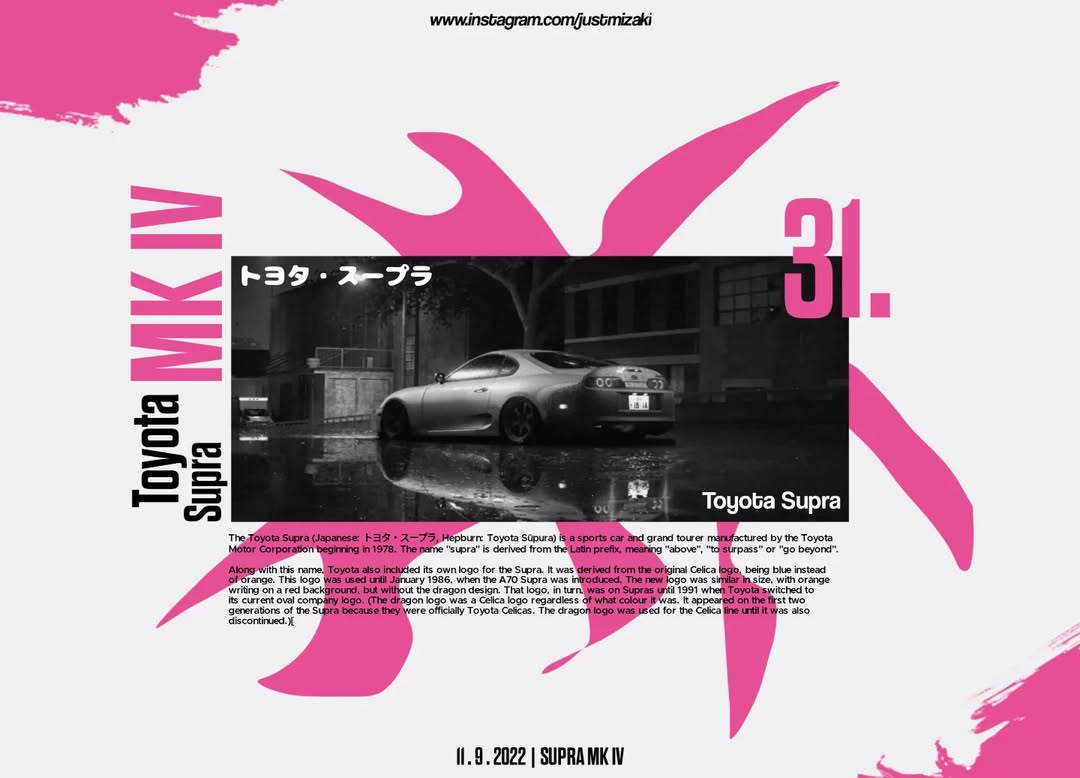 www.instagram.com/justmizaki
MK IV
Toyota
Supra
31.
トヨタ・スープラ
Toyota Supra
The Toyota Supra (Japanese: トヨタ・スープラ, Hepburn: Toyota Sūpura) is a sports car and grand tourer manufactured by the Toyota
Motor Corporation beginning in 1978. The name "supra" is derived from the Latin prefix, meaning "above", "to surpass" or "go beyond".
Along with this name, Toyota also included its own logo for the Supra. It was derived from the original Celica logo, being blue instead
of orange. This logo was used until January 1986, when the A70 Supra was introduced. The new logo was similar in size, with orange
writing on a red background, but without the dragon design. That logo, in turn, was on Supras until 1991 when Toyota switched to
its current oval company logo. (The dragon logo was a Celica logo regardless of what colour it was. It appeared on the first two
generations of the Supra because they were officially Toyota Celicas. The dragon logo was used for the Celica line until it was also
discontinued.)[
11 . 9 . 2022 | SUPRA MK IV